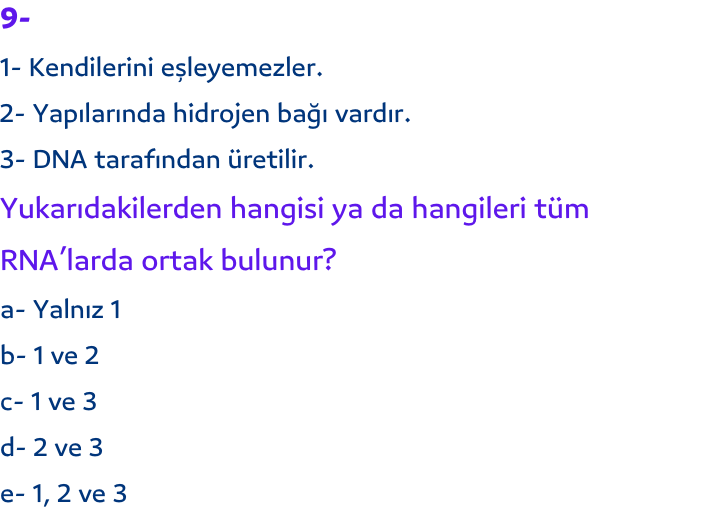 9-
1- Kendilerini eşleyemezler.
2- Yapılarında hidrojen bağı vardır.
3- DNA tarafından üretilir.
Yukarıdakilerden hangisi ya da hangileri tüm
RNA’larda ortak bulunur?
a- Yalnız 1
b- 1 ve 2
c- 1 ve 3
d- 2 ve 3
e- 1, 2 ve 3